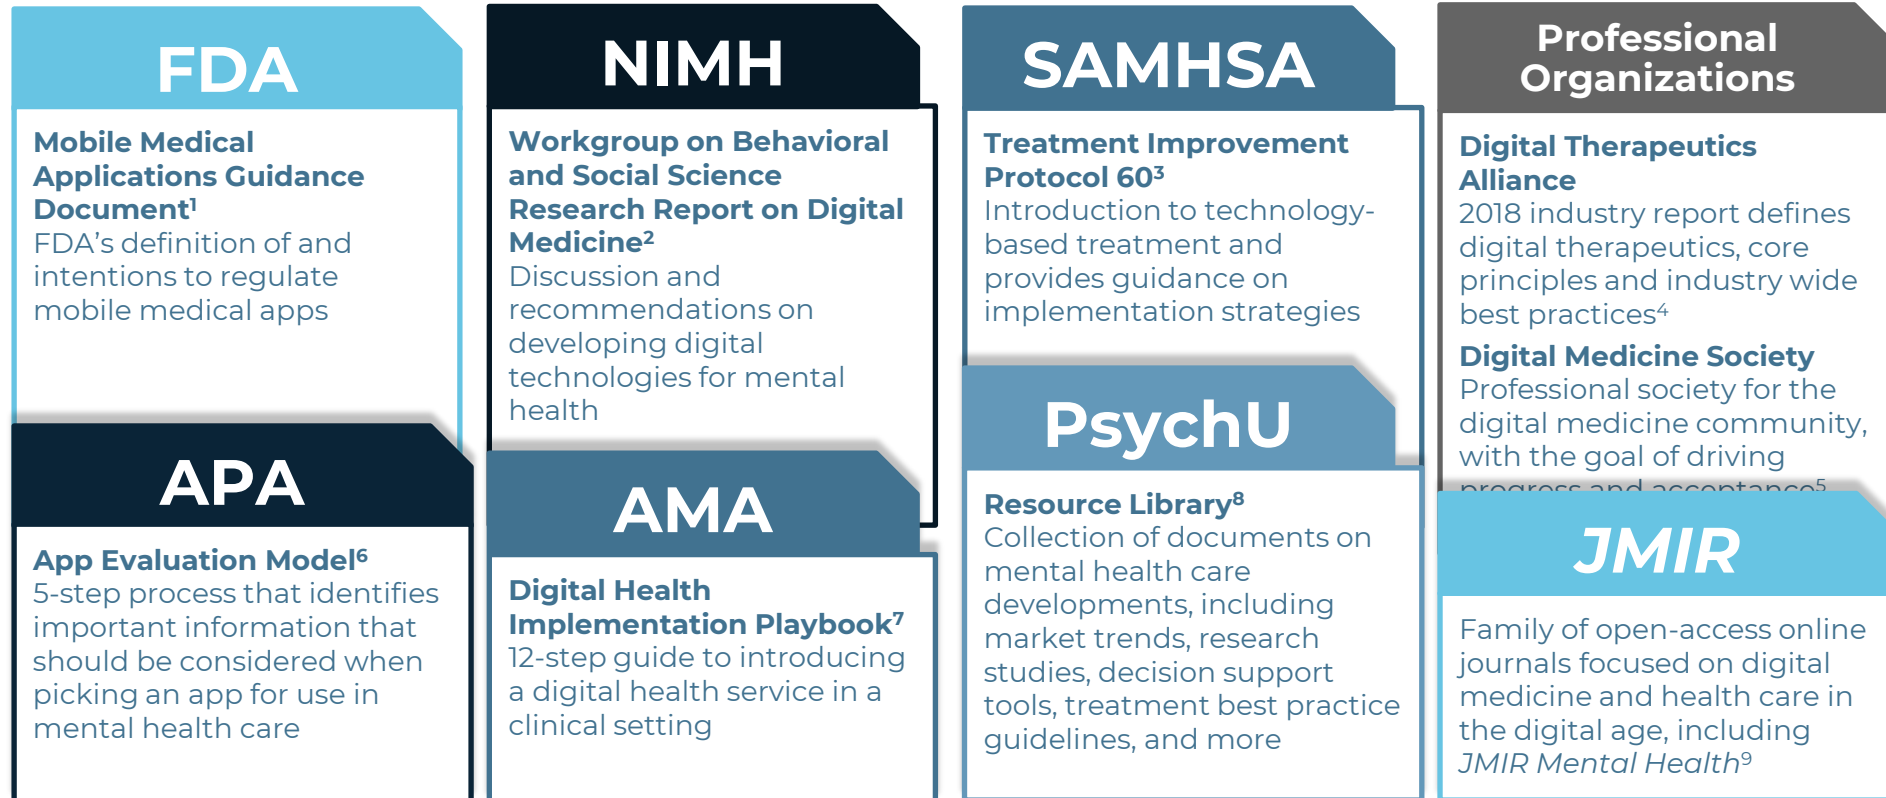 FDA
Mobile Medical
Applications Guidance
Document¹
FDA’s definition of and
intentions to regulate
mobile medical apps
NIMH
Workgroup on Behavioral
and Social Science
Research Report on Digital
Medicine²
Discussion and
recommendations on
developing digital
technologies for mental
health
SAMHSA
Treatment Improvement
Protocol 60³
Introduction to technology-
based treatment and
provides guidance on
implementation strategies
Professional
Organizations
Digital Therapeutics
Alliance
2018 industry report defines
digital therapeutics, core
principles and industry wide
best practices⁴
Digital Medicine Society
Professional society for the
digital medicine community,
with the goal of driving
progress and acceptance⁵
APA
App Evaluation Model⁶
5-step process that identifies
important information that
should be considered when
picking an app for use in
mental health care
AMA
Digital Health
Implementation Playbook⁷
12-step guide to introducing
a digital health service in a
clinical setting
PsychU
Resource Library⁸
Collection of documents on
mental health care
developments, including
market trends, research
studies, decision support
tools, treatment best practice
guidelines, and more
JMIR
Family of open-access online
journals focused on digital
medicine and health care in
the digital age, including
JMIR Mental Health⁹